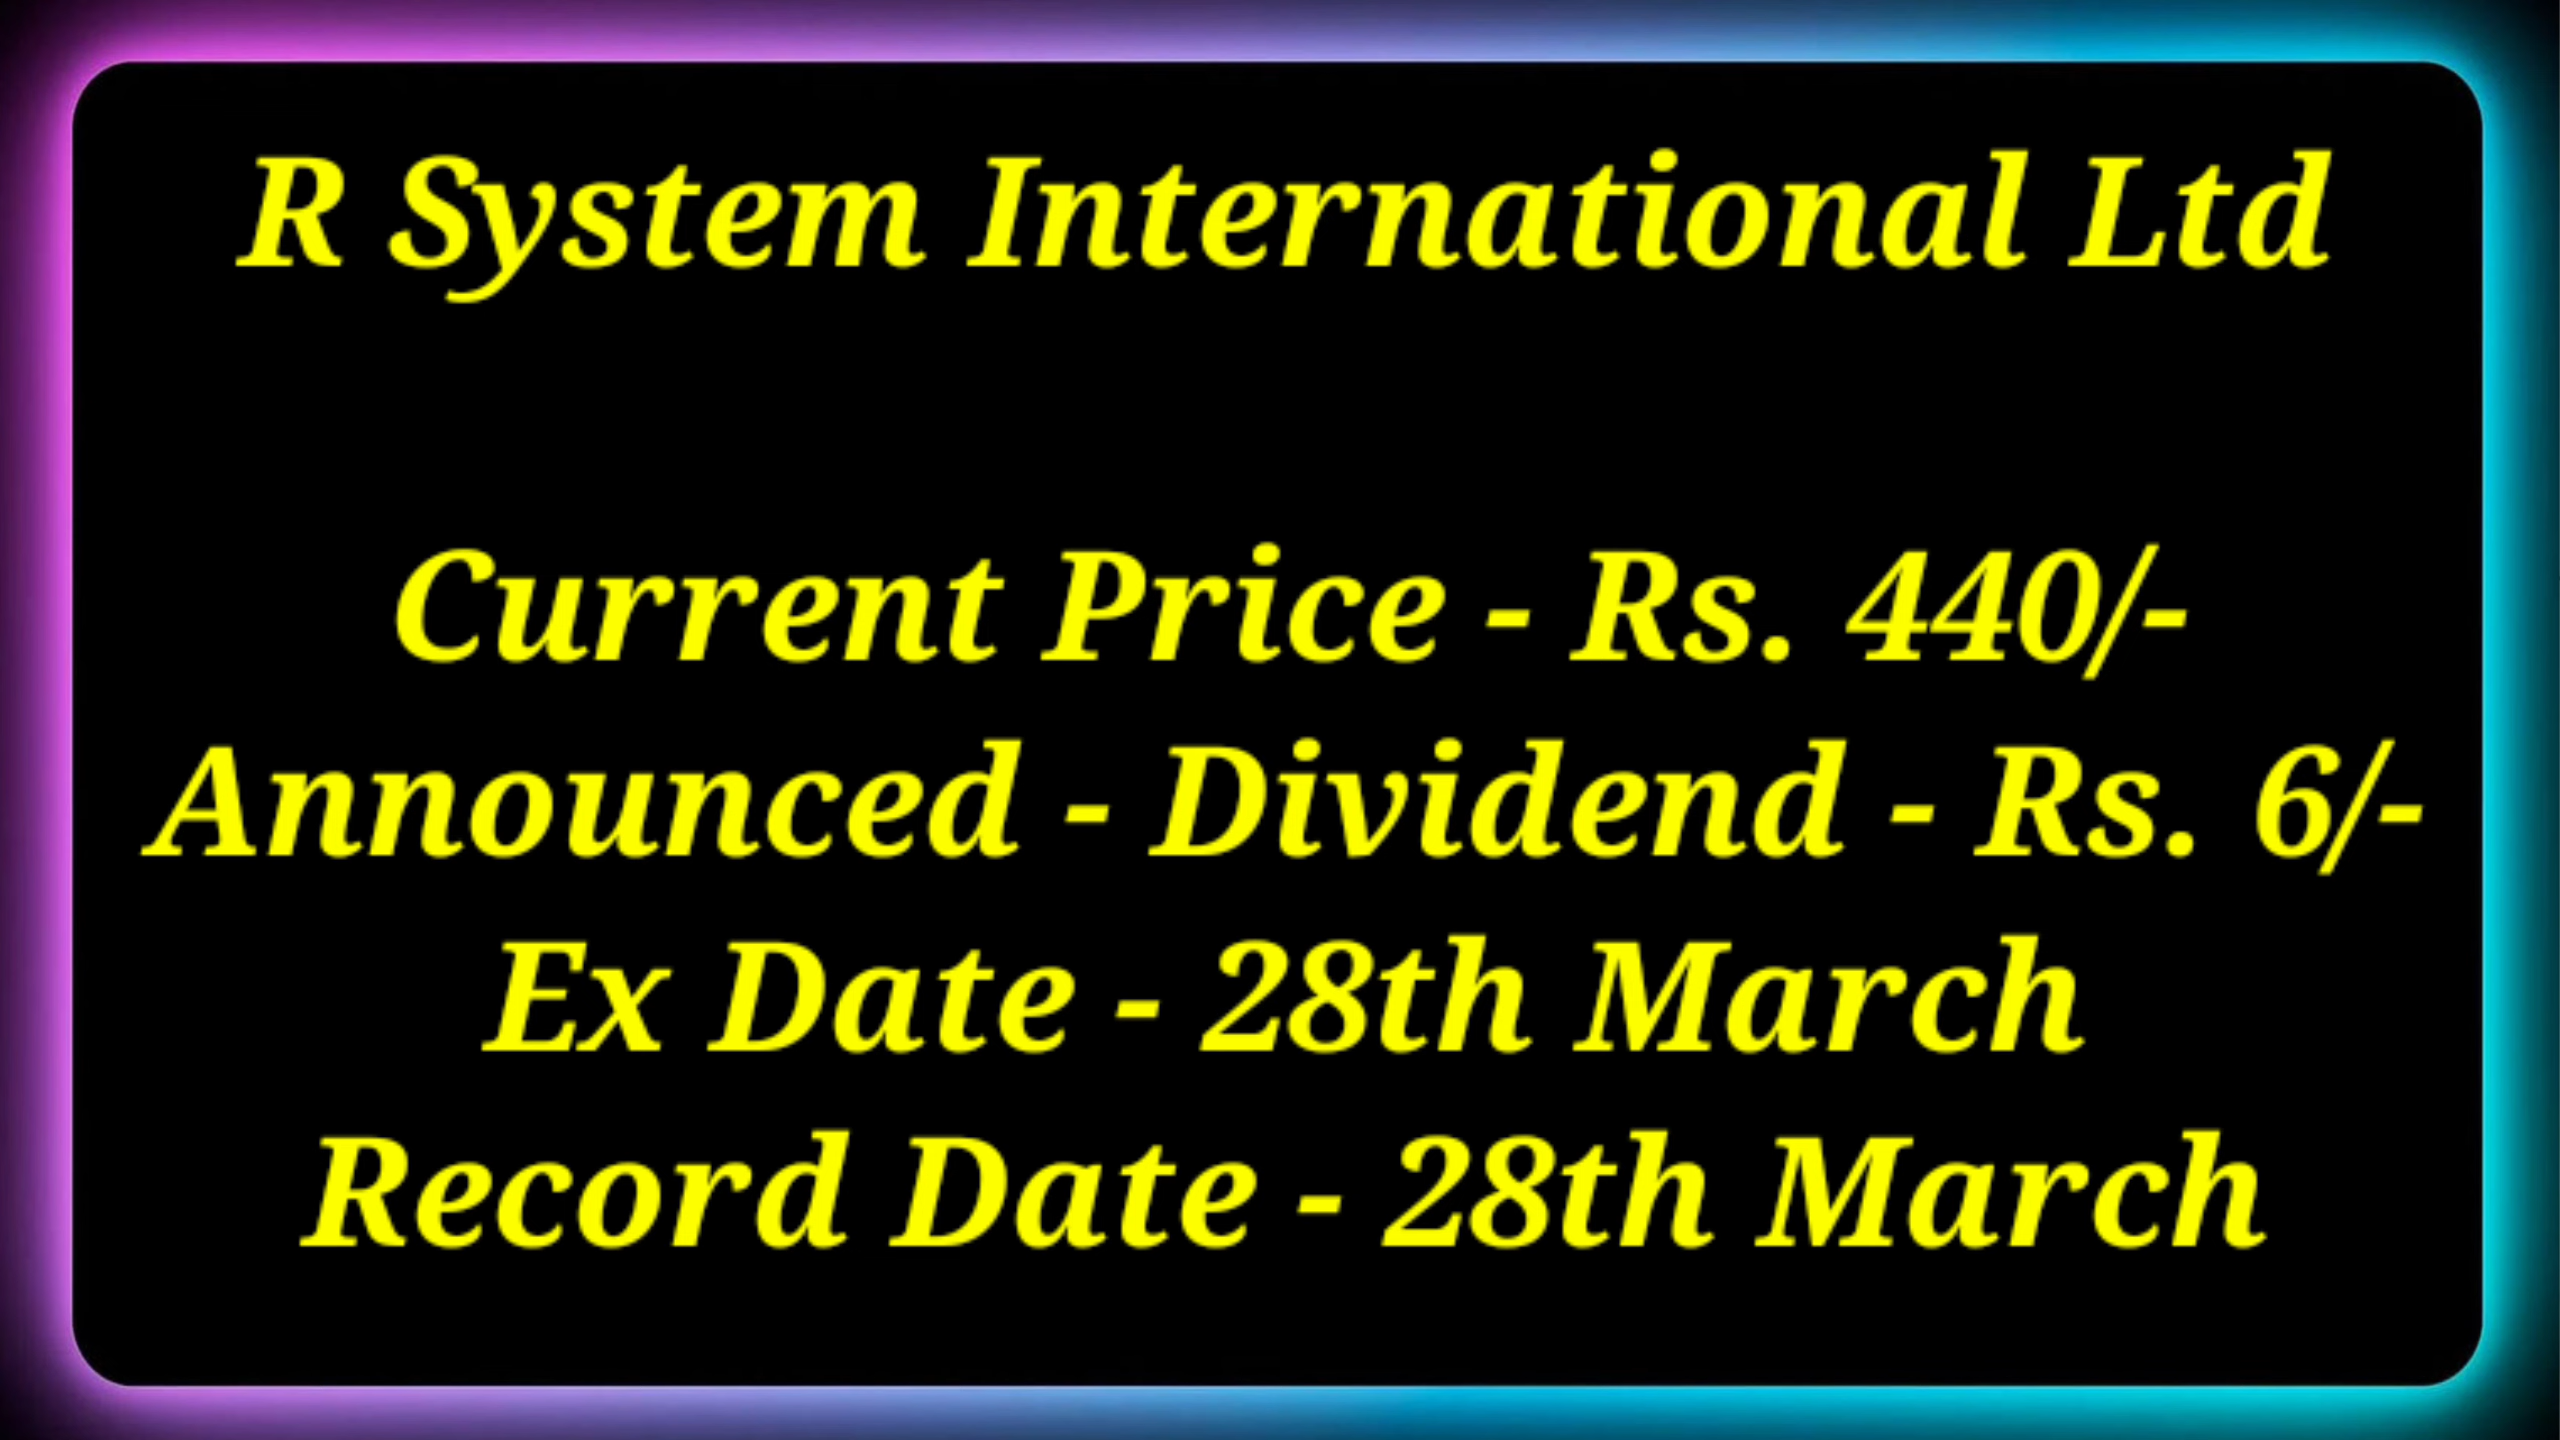 R System International Ltd
Current Price - Rs. 440/-
Announced - Dividend - Rs. 6/-
Ex Date - 28th March
Record Date - 28th March